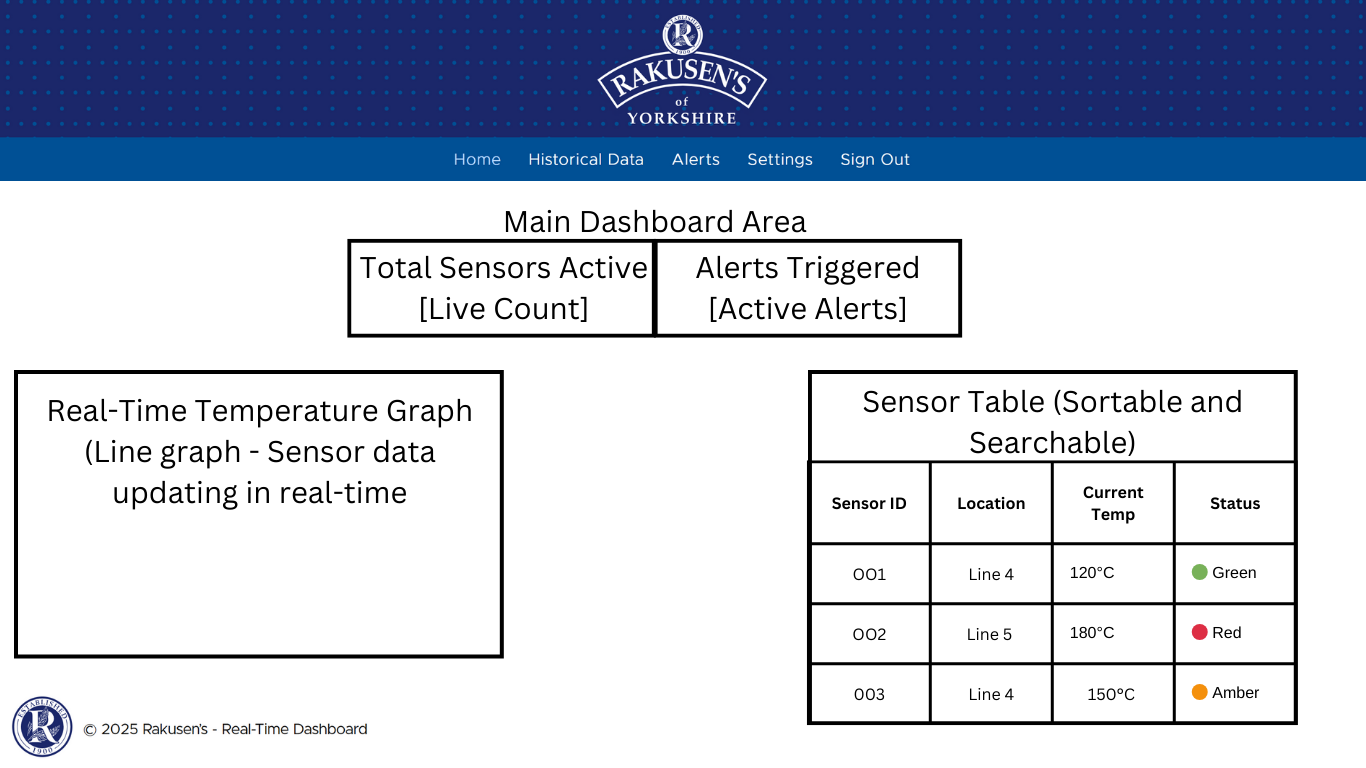 ESTABLISHED
R
1900
RAKUSEN'S
of
YORKSHIRE
Home Historical Data Alerts Settings Sign Out
Main Dashboard Area
Total Sensors Active
[Live Count]
Alerts Triggered
[Active Alerts]
Real-Time Temperature Graph
(Line graph - Sensor data
updating in real-time
Sensor Table (Sortable and
Searchable)
Sensor ID Location Current Temp Status
001 Line 4 120°C Green
002 Line 5 180°C Red
003 Line 4 150°C Amber
ESTABLISHED
R
1900
© 2025 Rakusen's - Real-Time Dashboard